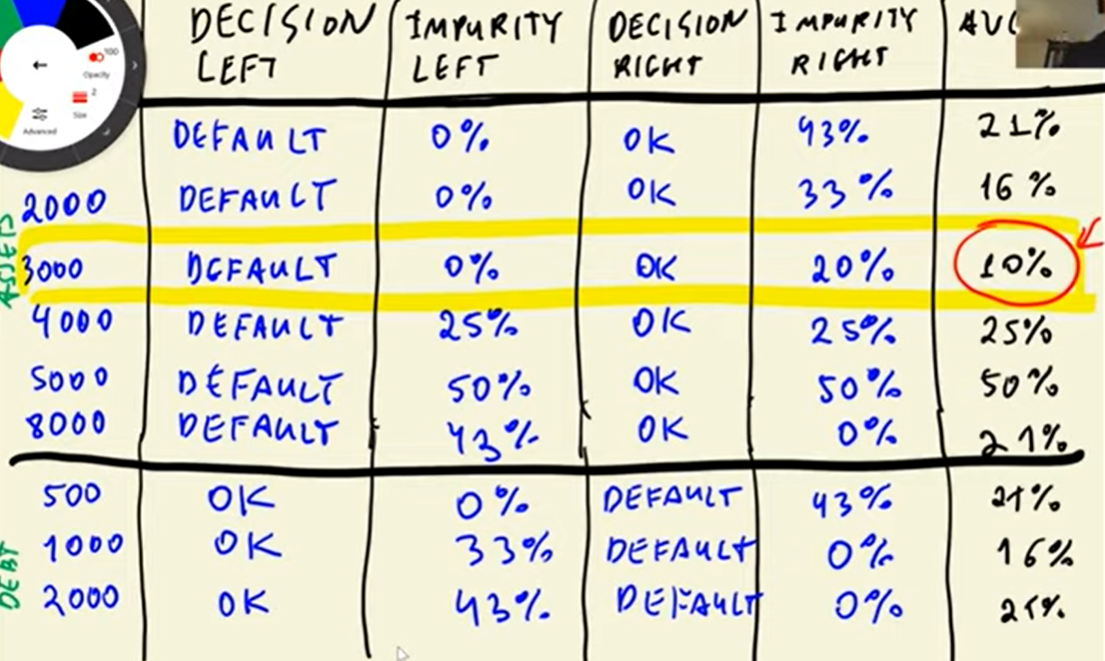 DECISION LEFT | IMPURITY LEFT | DECISION RIGHT | IMPURITY RIGHT
ASSETS
DEFAULT | 0% | OK | 43% | 21%
2000 | DEFAULT | 0% | OK | 33% | 16%
3000 | DEFAULT | 0% | OK | 20% | 10%
4000 | DEFAULT | 25% | OK | 25% | 25%
5000 | DEFAULT | 50% | OK | 50% | 50%
8000 | DEFAULT | 43% | OK | 0% | 21%
DEBT
500 | OK | 0% | DEFAULT | 43% | 21%
1000 | OK | 33% | DEFAULT | 0% | 16%
2000 | OK | 43% | DEFAULT | 0% | 21%
100
Opacity
2
Size
Advanced